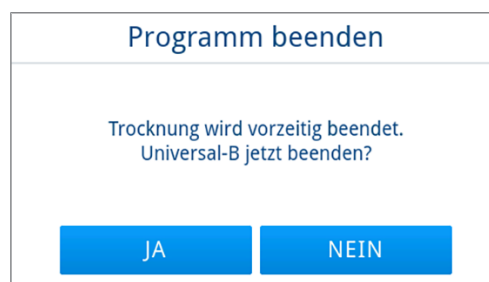 Programm beenden
Trocknung wird vorzeitig beendet.
Universal-B jetzt beenden?
JA
NEIN